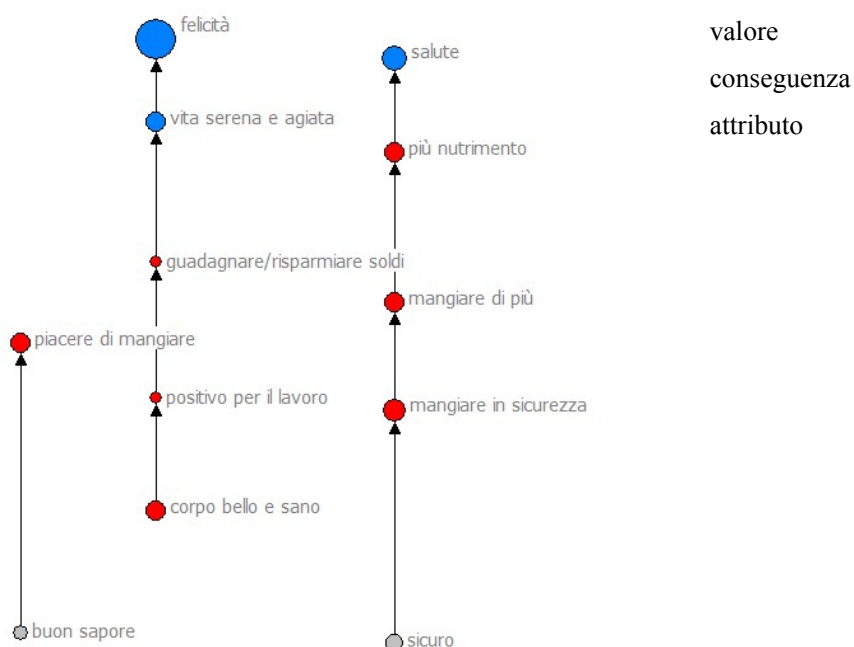 felicità
vita serena e agiata
guadagnare/risparmiare soldi
piacere di mangiare
positivo per il lavoro
corpo bello e sano
buon sapore
salute
più nutrimento
mangiare di più
mangiare in sicurezza
sicuro
valore
conseguenza
attributo